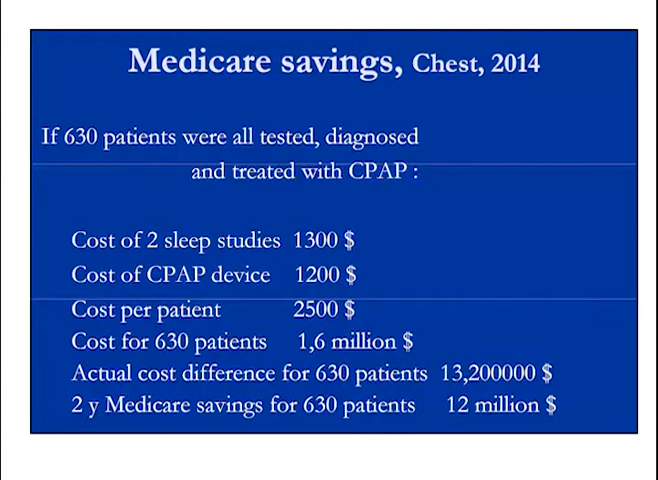 Medicare savings, Chest, 2014
If 630 patients were all tested, diagnosed
and treated with CPAP :
Cost of 2 sleep studies 1300 $
Cost of CPAP device 1200 $
Cost per patient 2500 $
Cost for 630 patients 1,6 million $
Actual cost difference for 630 patients 13,200000 $
2 y Medicare savings for 630 patients 12 million $